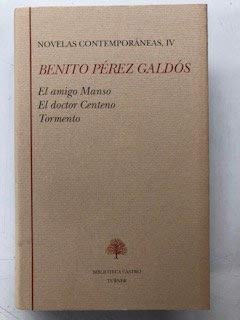 NOVELAS CONTEMPORÁNEAS, IV
BENITO PÉREZ GALDÓS
El amigo Manso
El doctor Centeno
Tormento
BIBLIOTECA CASTRO
TURNER